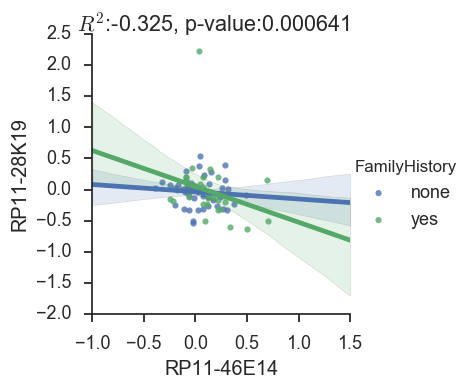 R²:-0.325, p-value:0.000641
2.5
2.0
1.5
1.0
0.5
0.0
−0.5
−1.0
−1.5
−2.0
RP11-28K19
FamilyHistory
none
yes
−1.0 −0.5 0.0 0.5 1.0 1.5
RP11-46E14